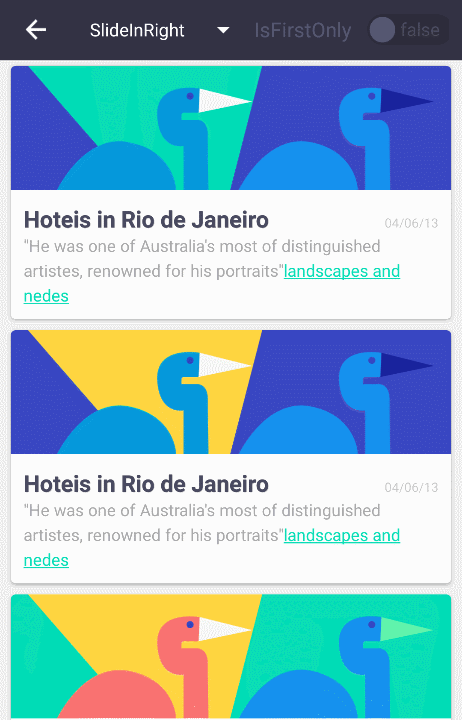 SlideInRight IsFirstOnly false
Hoteis in Rio de Janeiro 04/06/13
"He was one of Australia's most of distinguished
artistes, renowned for his portraits"landscapes and
nedes
Hoteis in Rio de Janeiro 04/06/13
"He was one of Australia's most of distinguished
artistes, renowned for his portraits"landscapes and
nedes